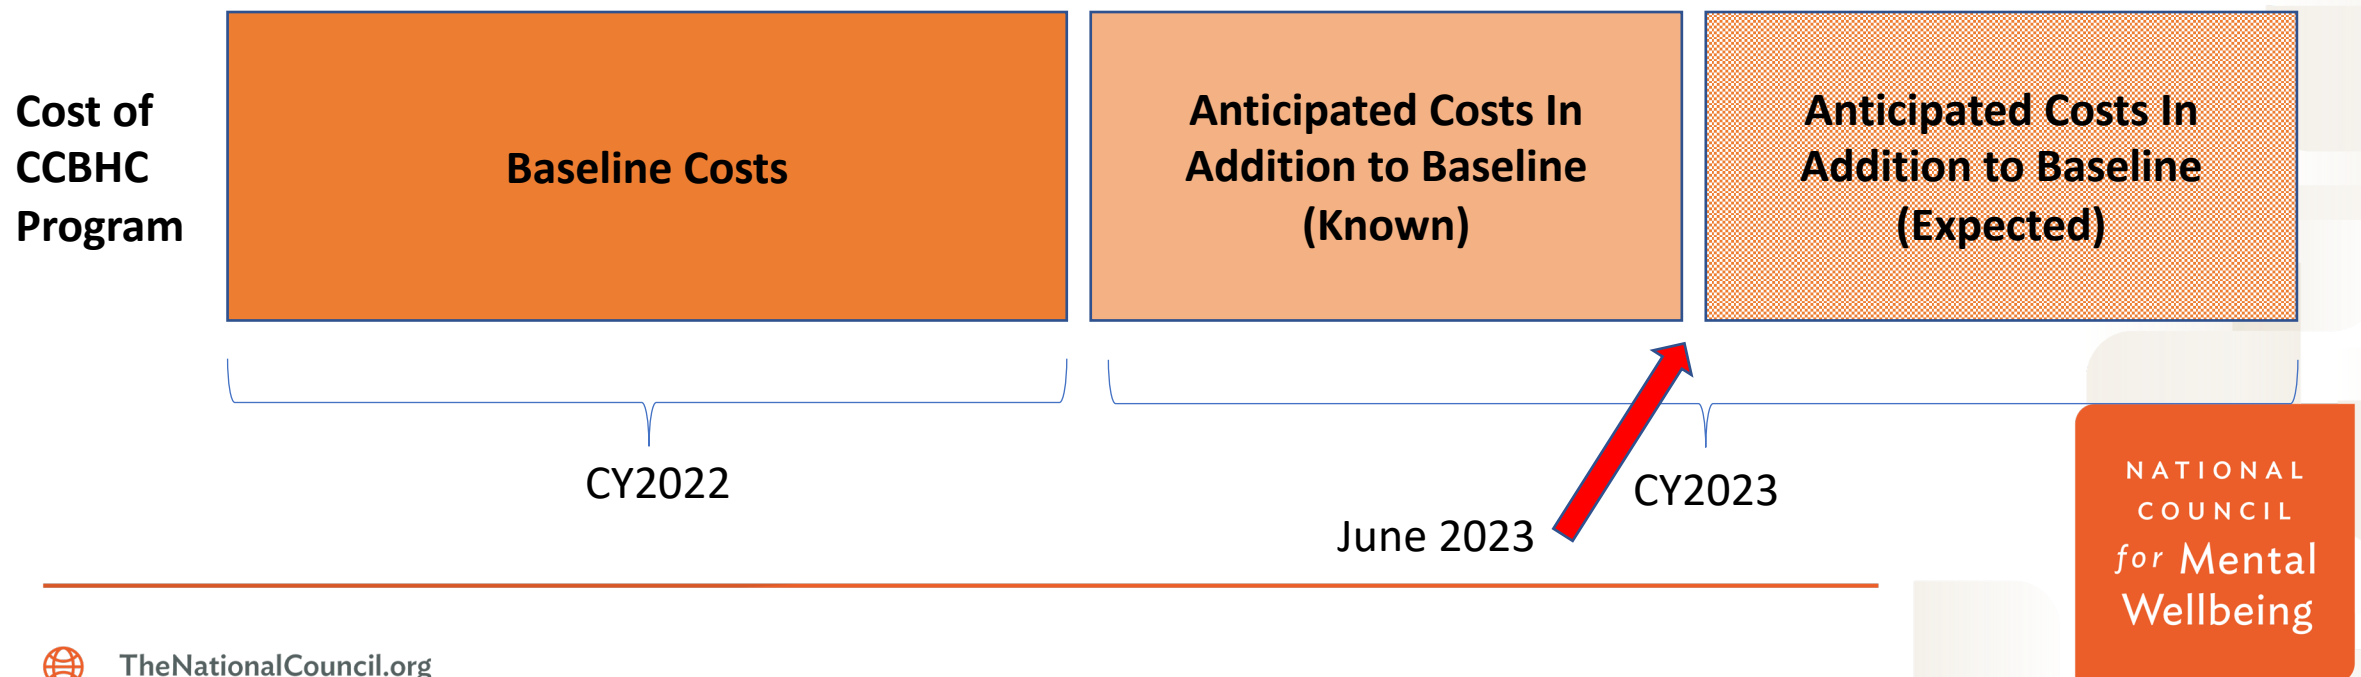 Cost of
CCBHC
Program
Baseline Costs
Anticipated Costs In
Addition to Baseline
(Known)
Anticipated Costs In
Addition to Baseline
(Expected)
CY2022
CY2023
June 2023
NATIONAL
COUNCIL
for Mental
Wellbeing
TheNationalCouncil.org